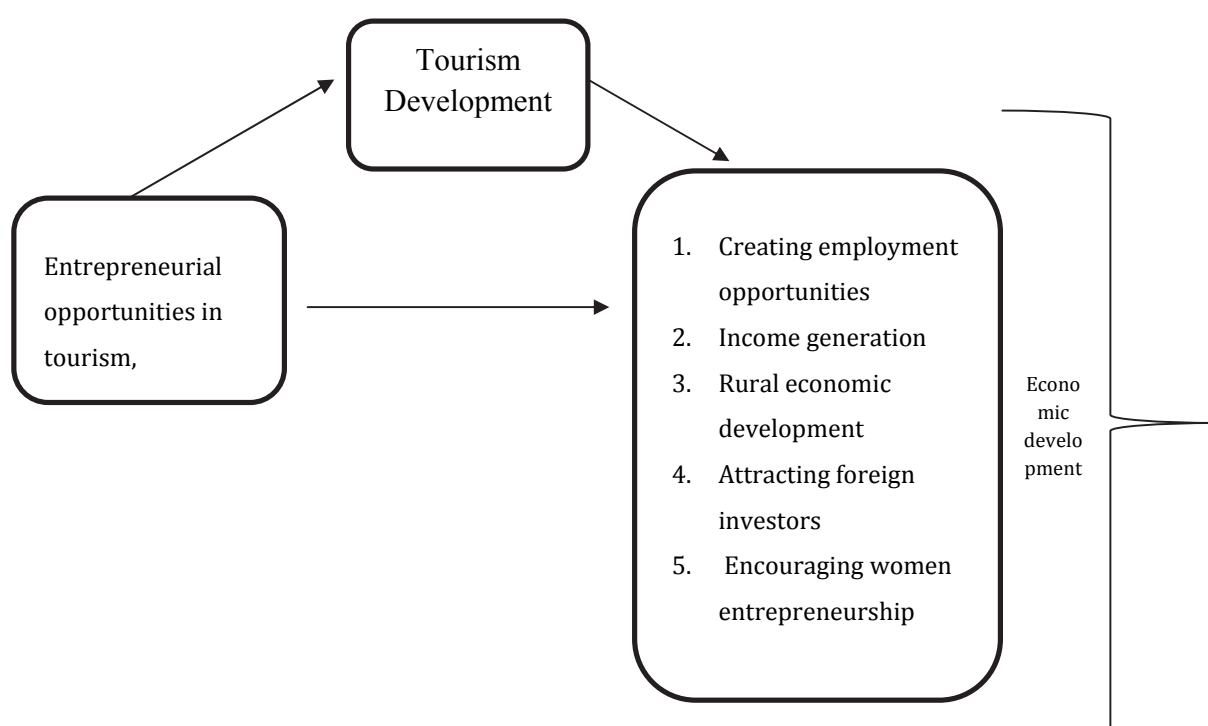 Tourism
Development
Entrepreneurial
opportunities in
tourism,
1. Creating employment
opportunities
2. Income generation
3. Rural economic
development
4. Attracting foreign
investors
5. Encouraging women
entrepreneurship
Econo
mic
develo
pment